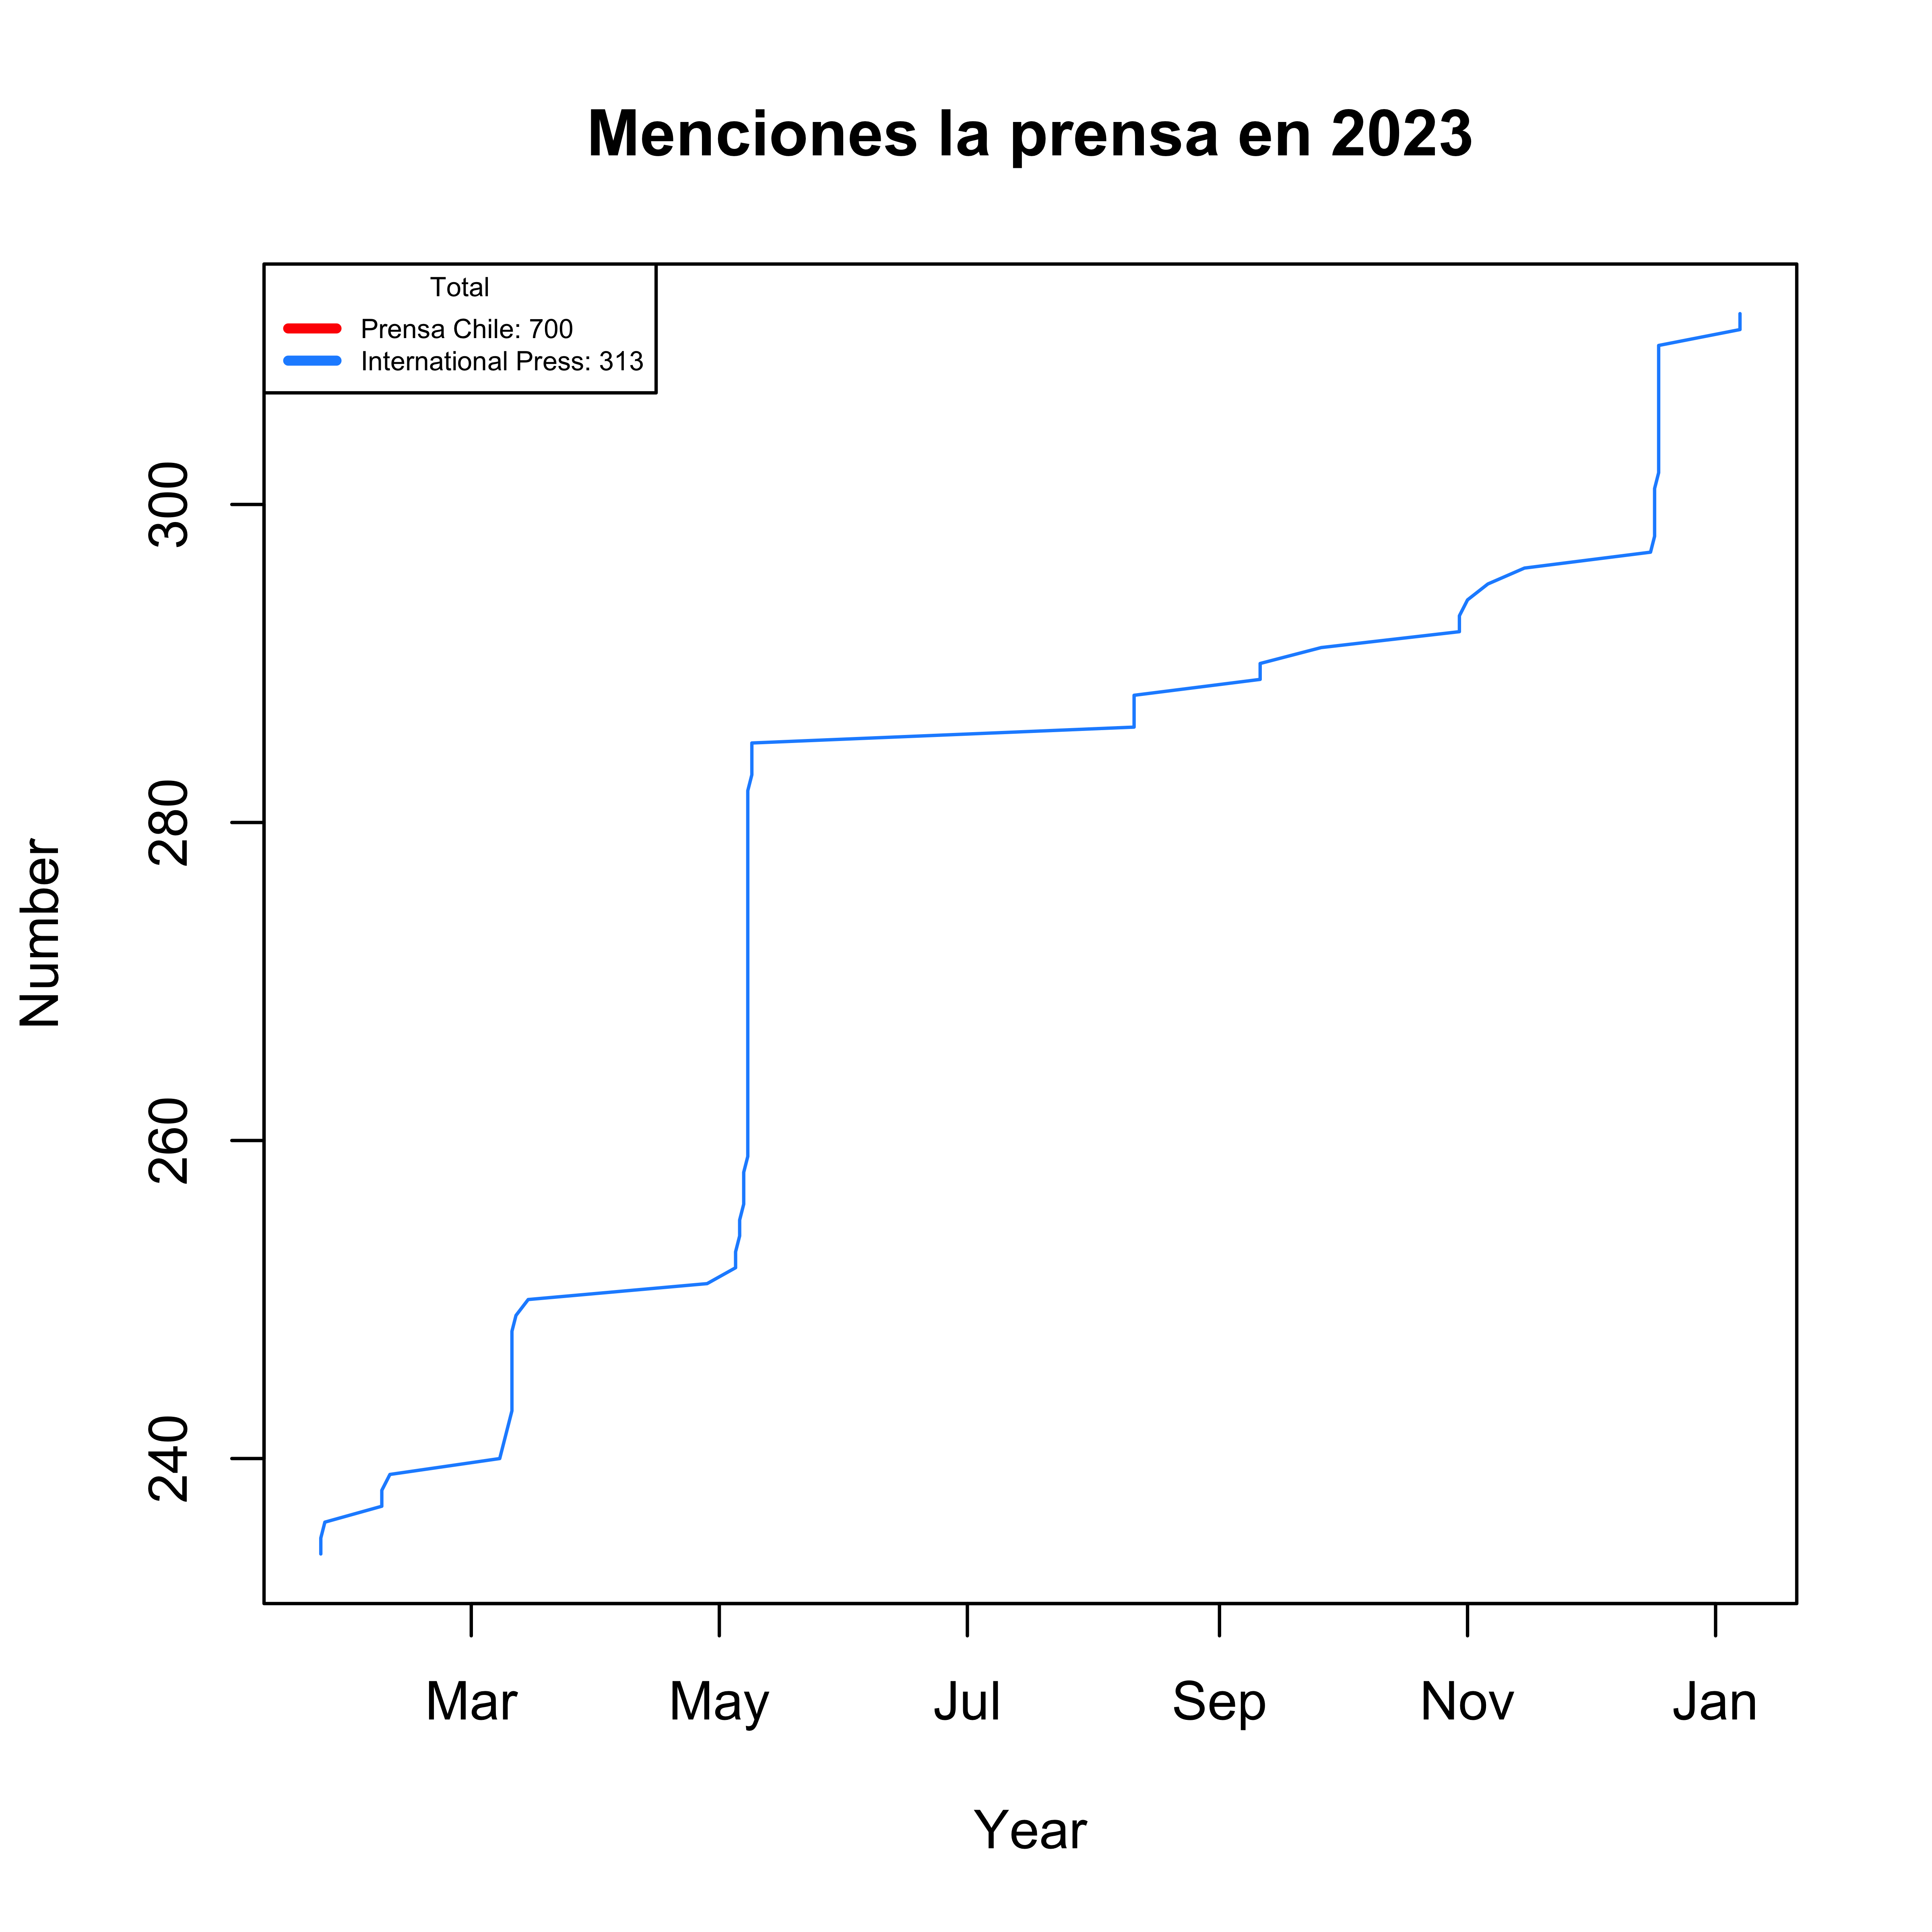 Menciones la prensa en 2023
Total
Prensa Chile: 700
International Press: 313
300
280
260
240
Number
Mar May Jul Sep Nov Jan
Year